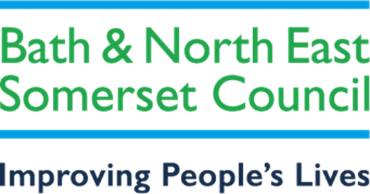 Bath & North East
Somerset Council
Improving People's Lives